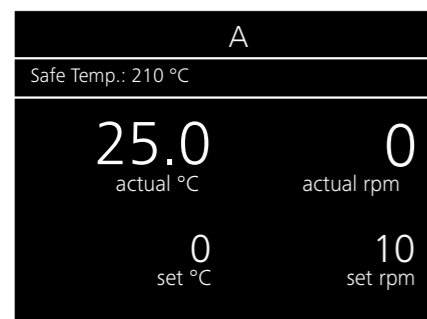 A
Safe Temp.: 210 °C
25.0 0
actual °C actual rpm
0 10
set °C set rpm